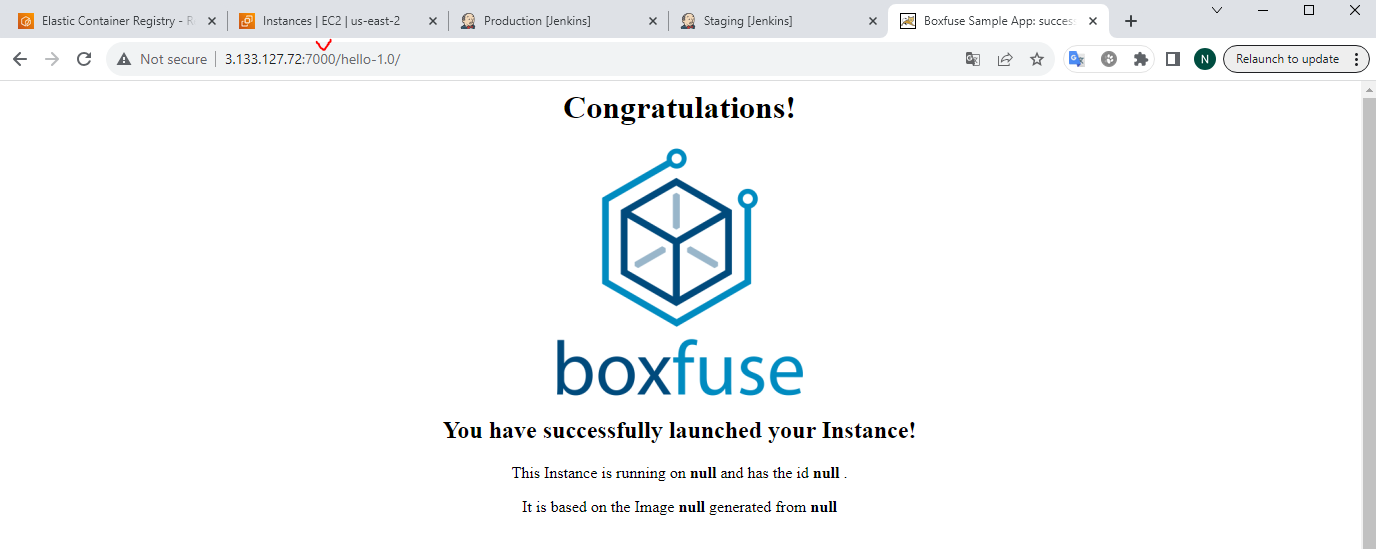 Elastic Container Registry - R
Instances | EC2 | us-east-2
Production [Jenkins]
Staging [Jenkins]
Boxfuse Sample App: success
Not secure
3.133.127.72:7000/hello-1.0/
N
Relaunch to update
Congratulations!
boxfuse
You have successfully launched your Instance!
This Instance is running on null and has the id null .
It is based on the Image null generated from null